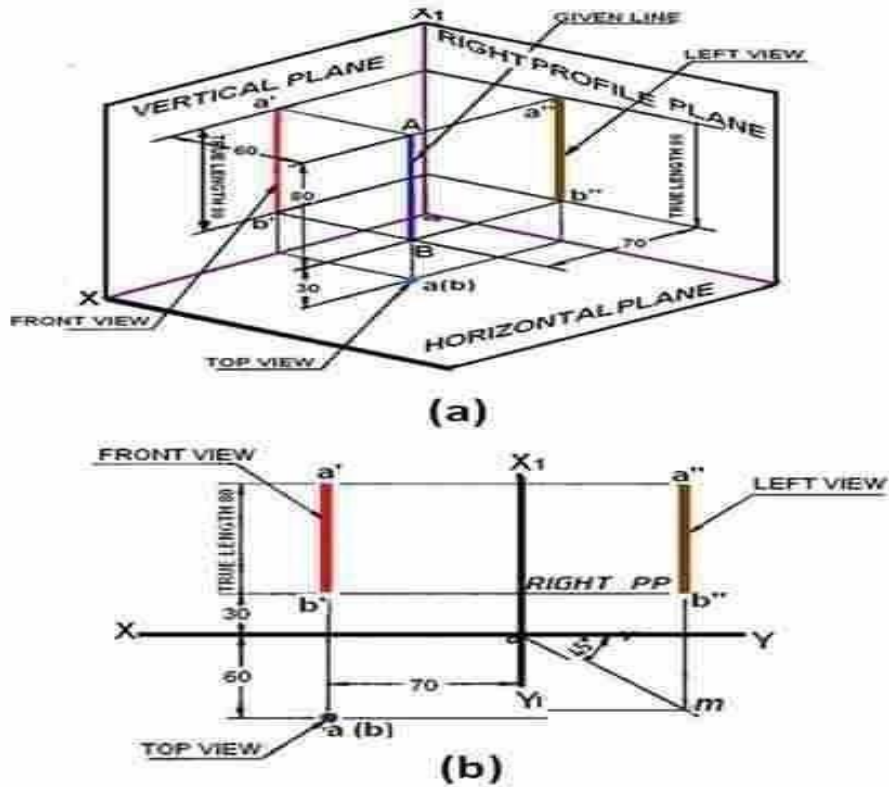 X1
GIVEN LINE
VERTICAL PLANE
RIGHT PROFILE PLANE
LEFT VIEW
a'
A
a"
60
TRUE LENGTH 80
80
TRUE LENGTH 80
b"
b'
B
70
X
30
a(b)
FRONT VIEW
HORIZONTAL PLANE
TOP VIEW
(a)
FRONT VIEW
a'
X1
a"
LEFT VIEW
TRUE LENGTH 80
RIGHT PP
b'
b"
30
X
o
45°
Y
60
70
Y1
m
a (b)
TOP VIEW
(b)